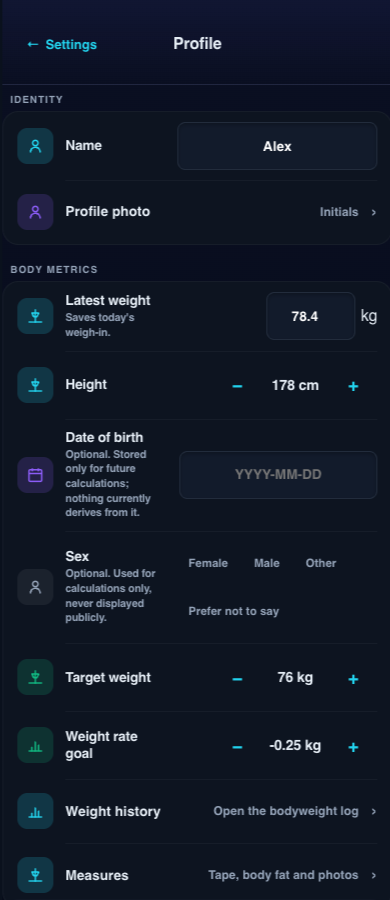 ← Settings
Profile
IDENTITY
Name
Alex
Profile photo
Initials ›
BODY METRICS
Latest weight
Saves today's
weigh-in.
78.4 kg
Height
− 178 cm +
Date of birth
Optional. Stored
only for future
calculations;
nothing currently
derives from it.
YYYY-MM-DD
Sex
Optional. Used for
calculations only,
never displayed
publicly.
Female Male Other
Prefer not to say
Target weight
− 76 kg +
Weight rate
goal
− -0.25 kg +
Weight history
Open the bodyweight log ›
Measures
Tape, body fat and photos ›